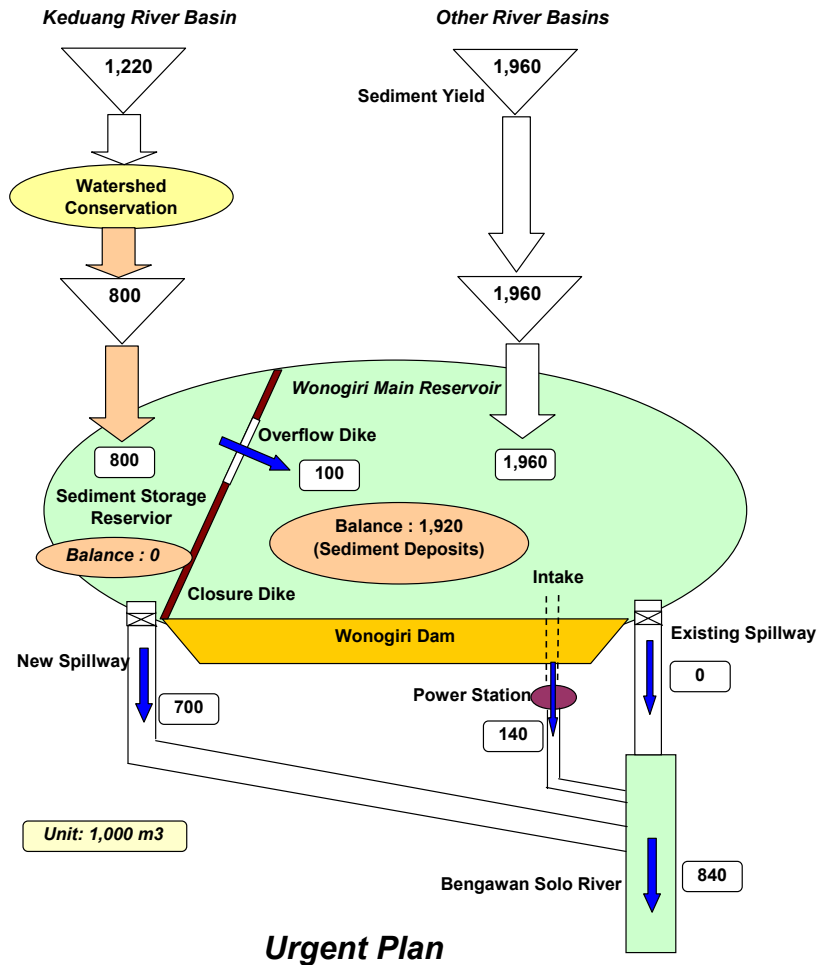 Keduang River Basin
Other River Basins
1,220
1,960
Sediment Yield
Watershed
Conservation
800
1,960
Wonogiri Main Reservoir
Overflow Dike
800
100
1,960
Sediment Storage
Reservior
Balance : 1,920
(Sediment Deposits)
Balance : 0
Intake
Closure Dike
Wonogiri Dam
Existing Spillway
New Spillway
0
Power Station
700
140
Unit: 1,000 m3
840
Bengawan Solo River
Urgent Plan